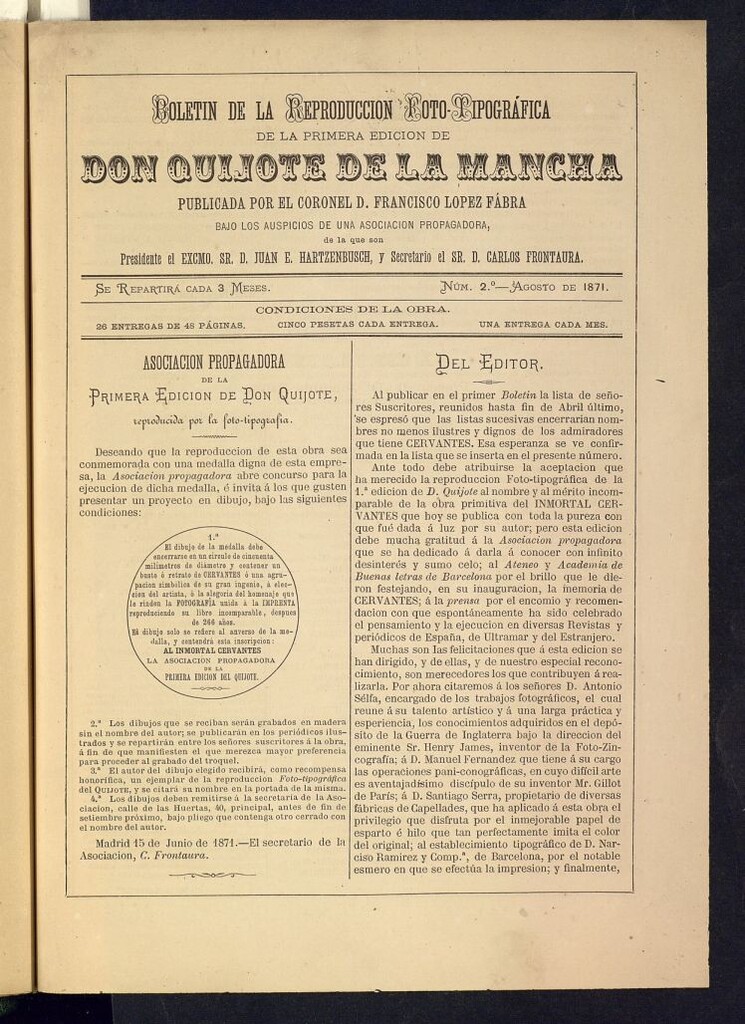 BOLETIN DE LA REPRODUCCION FOTO-TIPOGRÁFICA
DE LA PRIMERA EDICION DE
DON QUIJOTE DE LA MANCHA
PUBLICADA POR EL CORONEL D. FRANCISCO LOPEZ FÁBRA
BAJO LOS AUSPICIOS DE UNA ASOCIACION PROPAGADORA,
de la que son
Presidente el EXCMO. SR. D. JUAN E. HARTZENBUSCH, y Secretario el SR. D. CARLOS FRONTAURA.
SE REPARTIRÁ CADA 3 MESES.
NÚM. 2.º—AGOSTO DE 1871.
CONDICIONES DE LA OBRA.
26 ENTREGAS DE 48 PÁGINAS. CINCO PESETAS CADA ENTREGA. UNA ENTREGA CADA MES.
ASOCIACION PROPAGADORA
DE LA
PRIMERA EDICION DE DON QUIJOTE,
reproducida por la foto-tipografia.
Deseando que la reproduccion de esta obra sea
conmemorada con una medalla digna de esta empre-
sa, la Asociacion propagadora abre concurso para la
ejecucion de dicha medalla, é invita á los que gusten
presentar un proyecto en dibujo, bajo las siguientes
condiciones:
1.ª
El dibujo de la medalla debe
encerrarse en un círculo de cincuenta
milímetros de diámetro y contener un
busto ó retrato de CERVANTES ó una agru-
pacion simbólica de su gran ingenio, á elec-
cion del artista, ó la alegoria del homenage que
le rinden la FOTOGRAFÍA unida á la IMPRENTA
reproduciendo su libro incomparable, despues
de 266 años.
El dibujo solo se refiere al anverso de la me-
dalla, y contendrá esta inscripcion:
AL INMORTAL CERVANTES
LA ASOCIACION PROPAGADORA
DE LA
PRIMERA EDICION DEL QUIJOTE.
2.ª Los dibujos que se reciban serán grabados en madera
sin el nombre del autor; se publicarán en los periódicos ilus-
trados y se repartirán entre los señores suscritores á la obra,
á fin de que manifiesten el que merezca mayor preferencia
para proceder al grabado del troquel.
3.ª El autor del dibujo elegido recibirá, como recompensa
honorífica, un ejemplar de la reproduccion Foto-tipográfica
del QUIJOTE, y se citará su nombre en la portada de la misma.
4.ª Los dibujos deben remitirse á la secretaria de la Aso-
ciacion, calle de las Huertas, 40, principal, antes de fin de
setiembre próximo, bajo pliego que contenga otro cerrado con
el nombre del autor.
Madrid 15 de Junio de 1871.—El secretario de la
Asociacion, C. Frontaura.
DEL EDITOR.
Al publicar en el primer Boletin la lista de seño-
res Suscritores, reunidos hasta fin de Abril último,
se espresó que las listas sucesivas encerrarian nom-
bres no menos ilustres y dignos de los admiradores
que tiene CERVANTES. Esa esperanza se ve confir-
mada en la lista que se inserta en el presente número.
Ante todo debe atribuirse la aceptacion que
ha merecido la reproduccion Foto-tipográfica de la
1.ª edicion de D. Quijote al nombre y al mérito incom-
parable de la obra primitiva del INMORTAL CER-
VANTES que hoy se publica con toda la pureza con
que fué dada á luz por su autor; pero esta edicion
debe mucha gratitud á la Asociacion propagadora
que se ha dedicado á darla á conocer con infinito
desinterés y sumo celo; al Ateneo y Academia de
Buenas letras de Barcelona por el brillo que le die-
ron festejando, en su inauguracion, la memoria de
CERVANTES; á la prensa por el encomio y recomen-
dacion con que espontáneamente ha sido celebrado
el pensamiento y la ejecucion en diversas Revistas y
periódicos de España, de Ultramar y del Estranjero.
Muchas son las felicitaciones que á esta edicion se
han dirigido, y de ellas, y de nuestro especial recono-
cimiento, son merecedores los que contribuyen á rea-
lizarla. Por ahora citaremos á los señores D. Antonio
Sélfa, encargado de los trabajos fotográficos, el cual
reune á su talento artístico y á una larga práctica y
esperiencia, los conocimientos adquiridos en el depó-
sito de la Guerra de Inglaterra bajo la direccion del
eminente Sr. Henry James, inventor de la Foto-Zin-
cografía; á D. Manuel Fernandez que tiene á su cargo
las operaciones pani-conográficas, en cuyo difícil arte
es aventajadísimo discípulo de su inventor Mr. Gillot
de París; á D. Santiago Serra, propietario de diversas
fábricas de Capellades, que ha aplicado á esta obra el
privilegio que disfruta por el inmejorable papel de
esparto é hilo que tan perfectamente imita el color
del original; al establecimiento tipográfico de D. Nar-
ciso Ramirez y Comp.ª, de Barcelona, por el notable
esmero en que se efectúa la impresion; y finalmente,